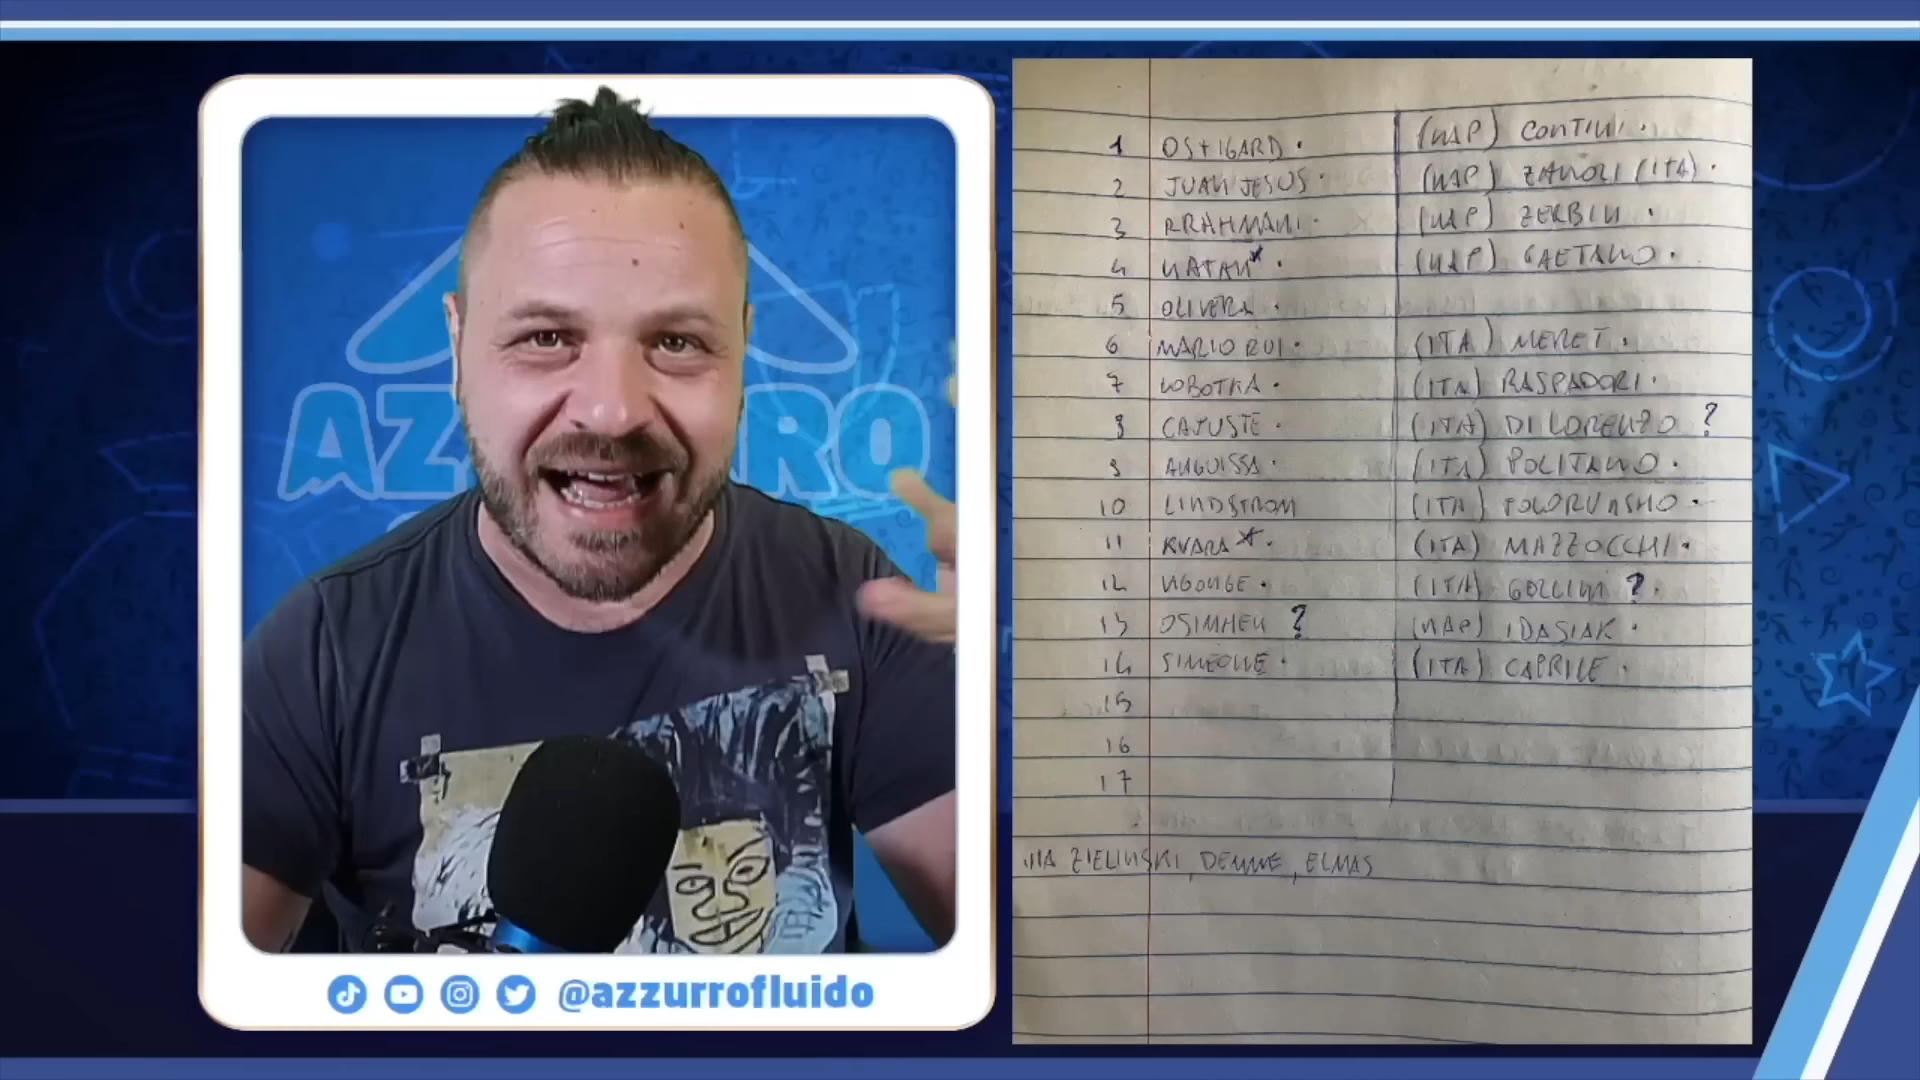 AZZURRO
@azzurrofluido
1 OSTIGARD . (NAP) CONTINI .
2 JUAN JESUS . (NAP) ZANOLI (ITA) .
3 RRAHMANI . (NAP) ZERBIN .
4 NATAN * . (NAP) GAETANO .
5 OLIVERA .
6 MARIO RUI . (ITA) MERET .
7 LOBOTKA . (ITA) RASPADORI .
8 CAJUSTE . (ITA) DI LORENZO ?
9 ANGUISSA . (ITA) POLITANO .
10 LINDSTROM (ITA) FOLORUNSHO .
11 KVARA * . (ITA) MAZZOCCHI .
12 NGONGE . (ITA) GOLLINI ? .
13 OSIMHEN ? (NAP) IDASIAK .
14 SIMEONE . (ITA) CAPRILE .
15
16
17
ZIELINSKI, DEMME, ELMAS